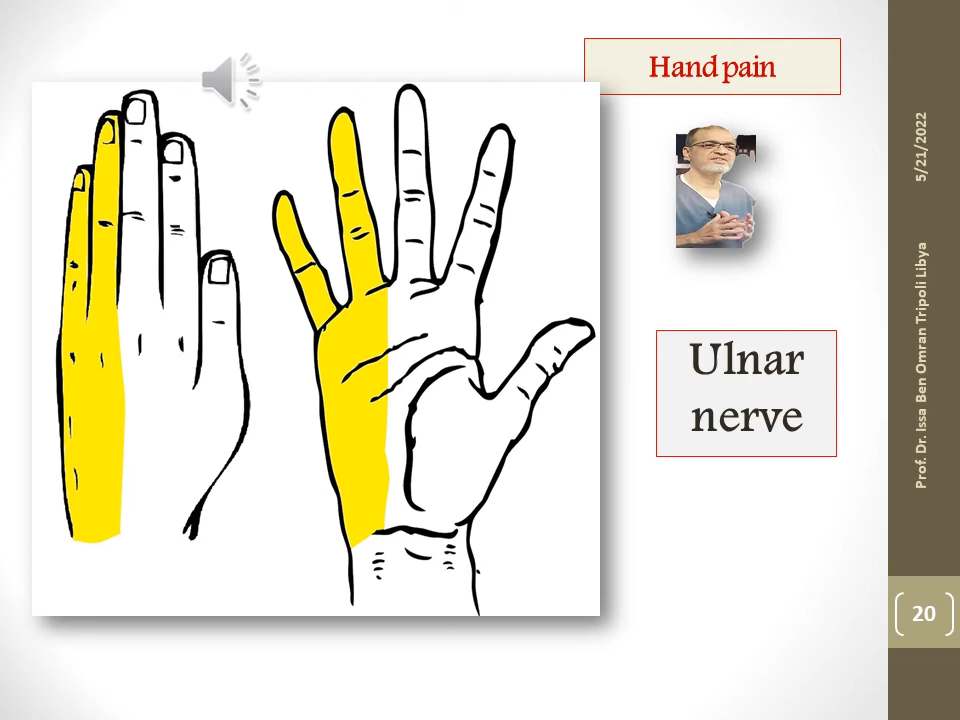 Hand pain
Ulnar
nerve
5/21/2022
Prof. Dr. Issa Ben Omran Tripoli Libya
20